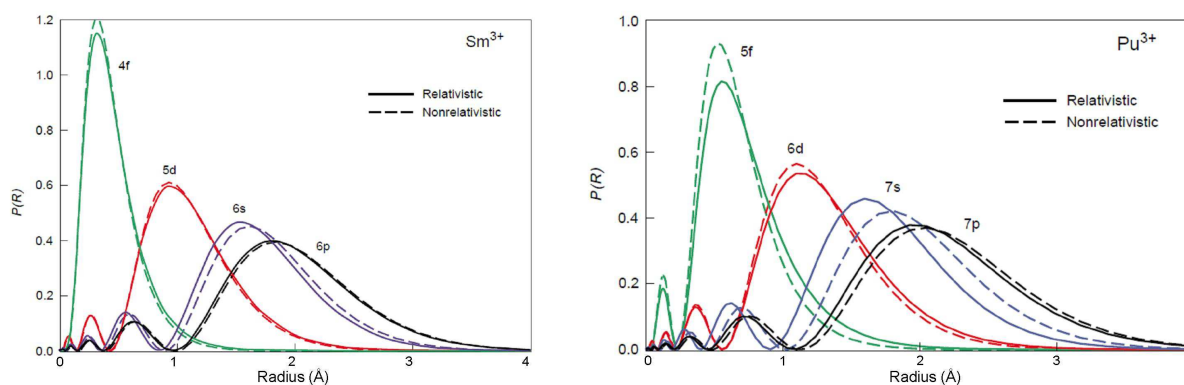 1.2
1.0
0.8
0.6
0.4
0.2
0.0
P(R)
Sm³⁺
4f
5d
6s
6p
Relativistic
Nonrelativistic
0
1
2
3
4
Radius (Å)
1.0
0.8
0.6
0.4
0.2
0.0
P(R)
Pu³⁺
5f
6d
7s
7p
Relativistic
Nonrelativistic
0
1
2
3
Radius (Å)